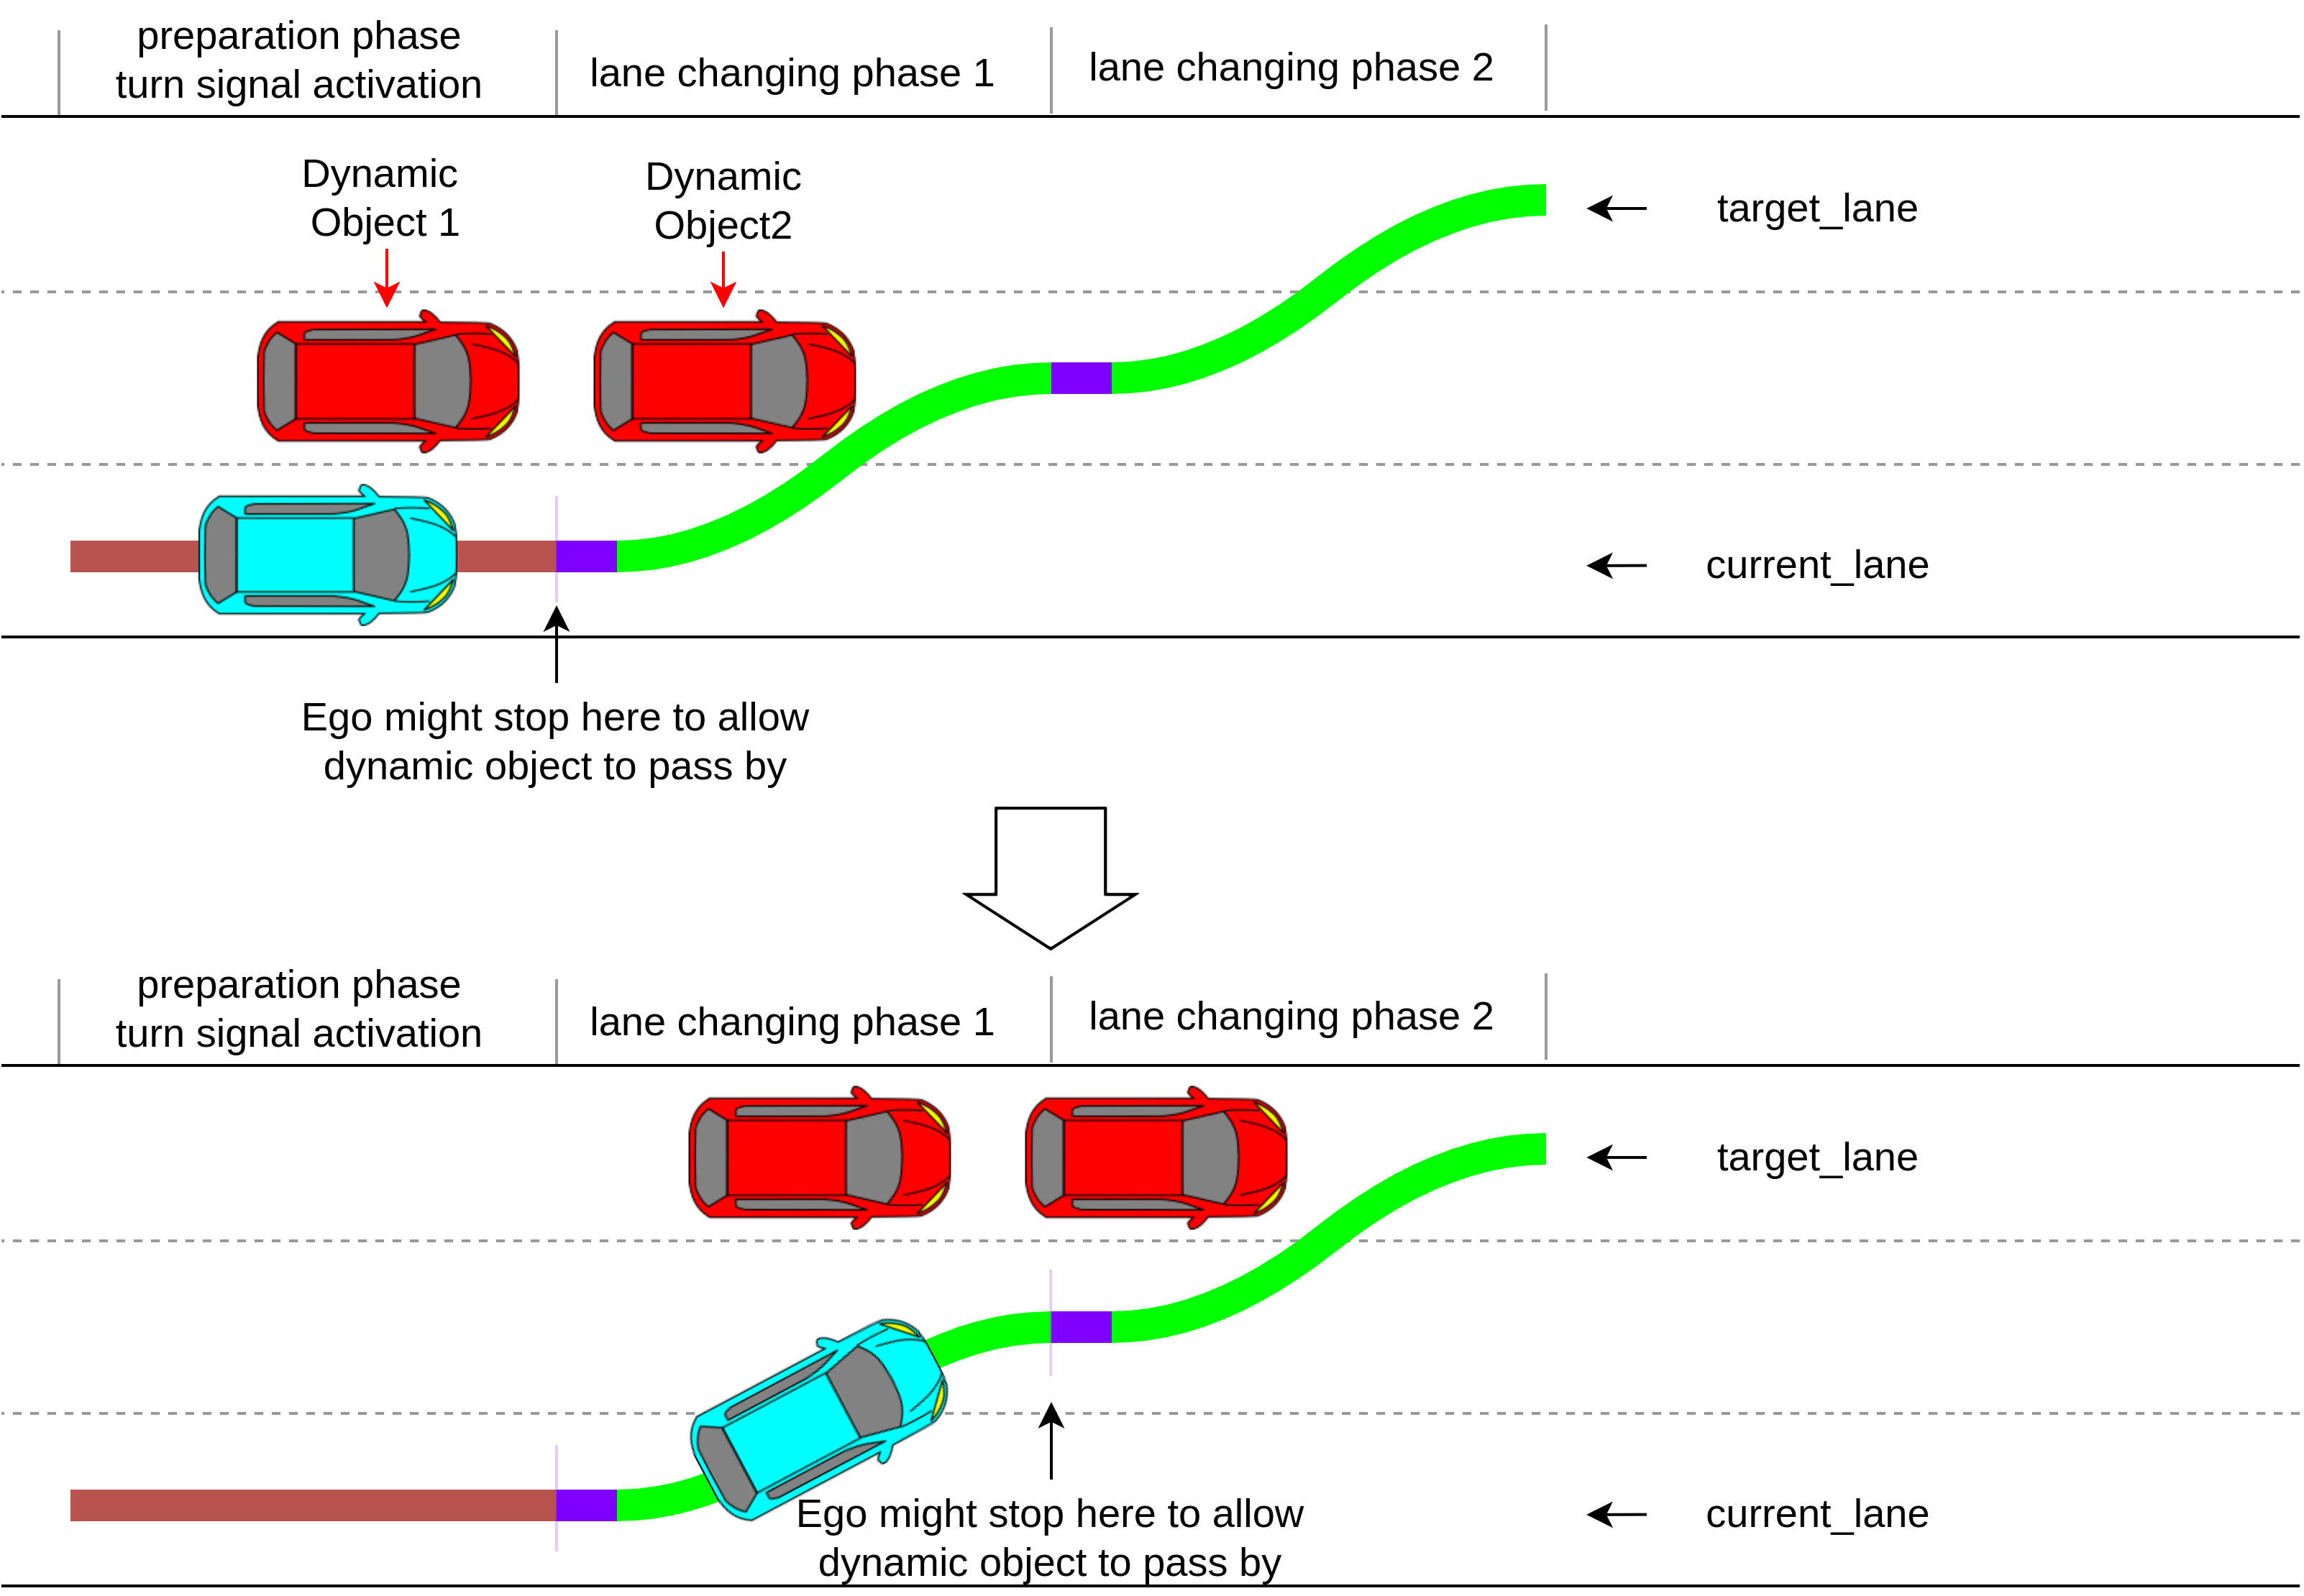 preparation phase
turn signal activation
lane changing phase 1
lane changing phase 2
Dynamic
Object 1
Dynamic
Object2
target_lane
current_lane
Ego might stop here to allow
dynamic object to pass by
preparation phase
turn signal activation
lane changing phase 1
lane changing phase 2
target_lane
current_lane
Ego might stop here to allow
dynamic object to pass by